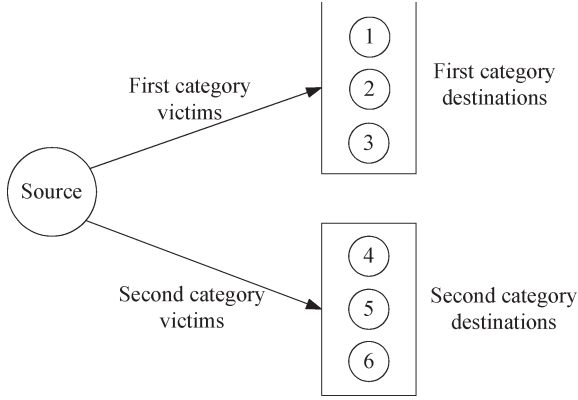 1
First category
victims
2
First category
destinations
3
Source
4
Second category
victims
5
Second category
destinations
6